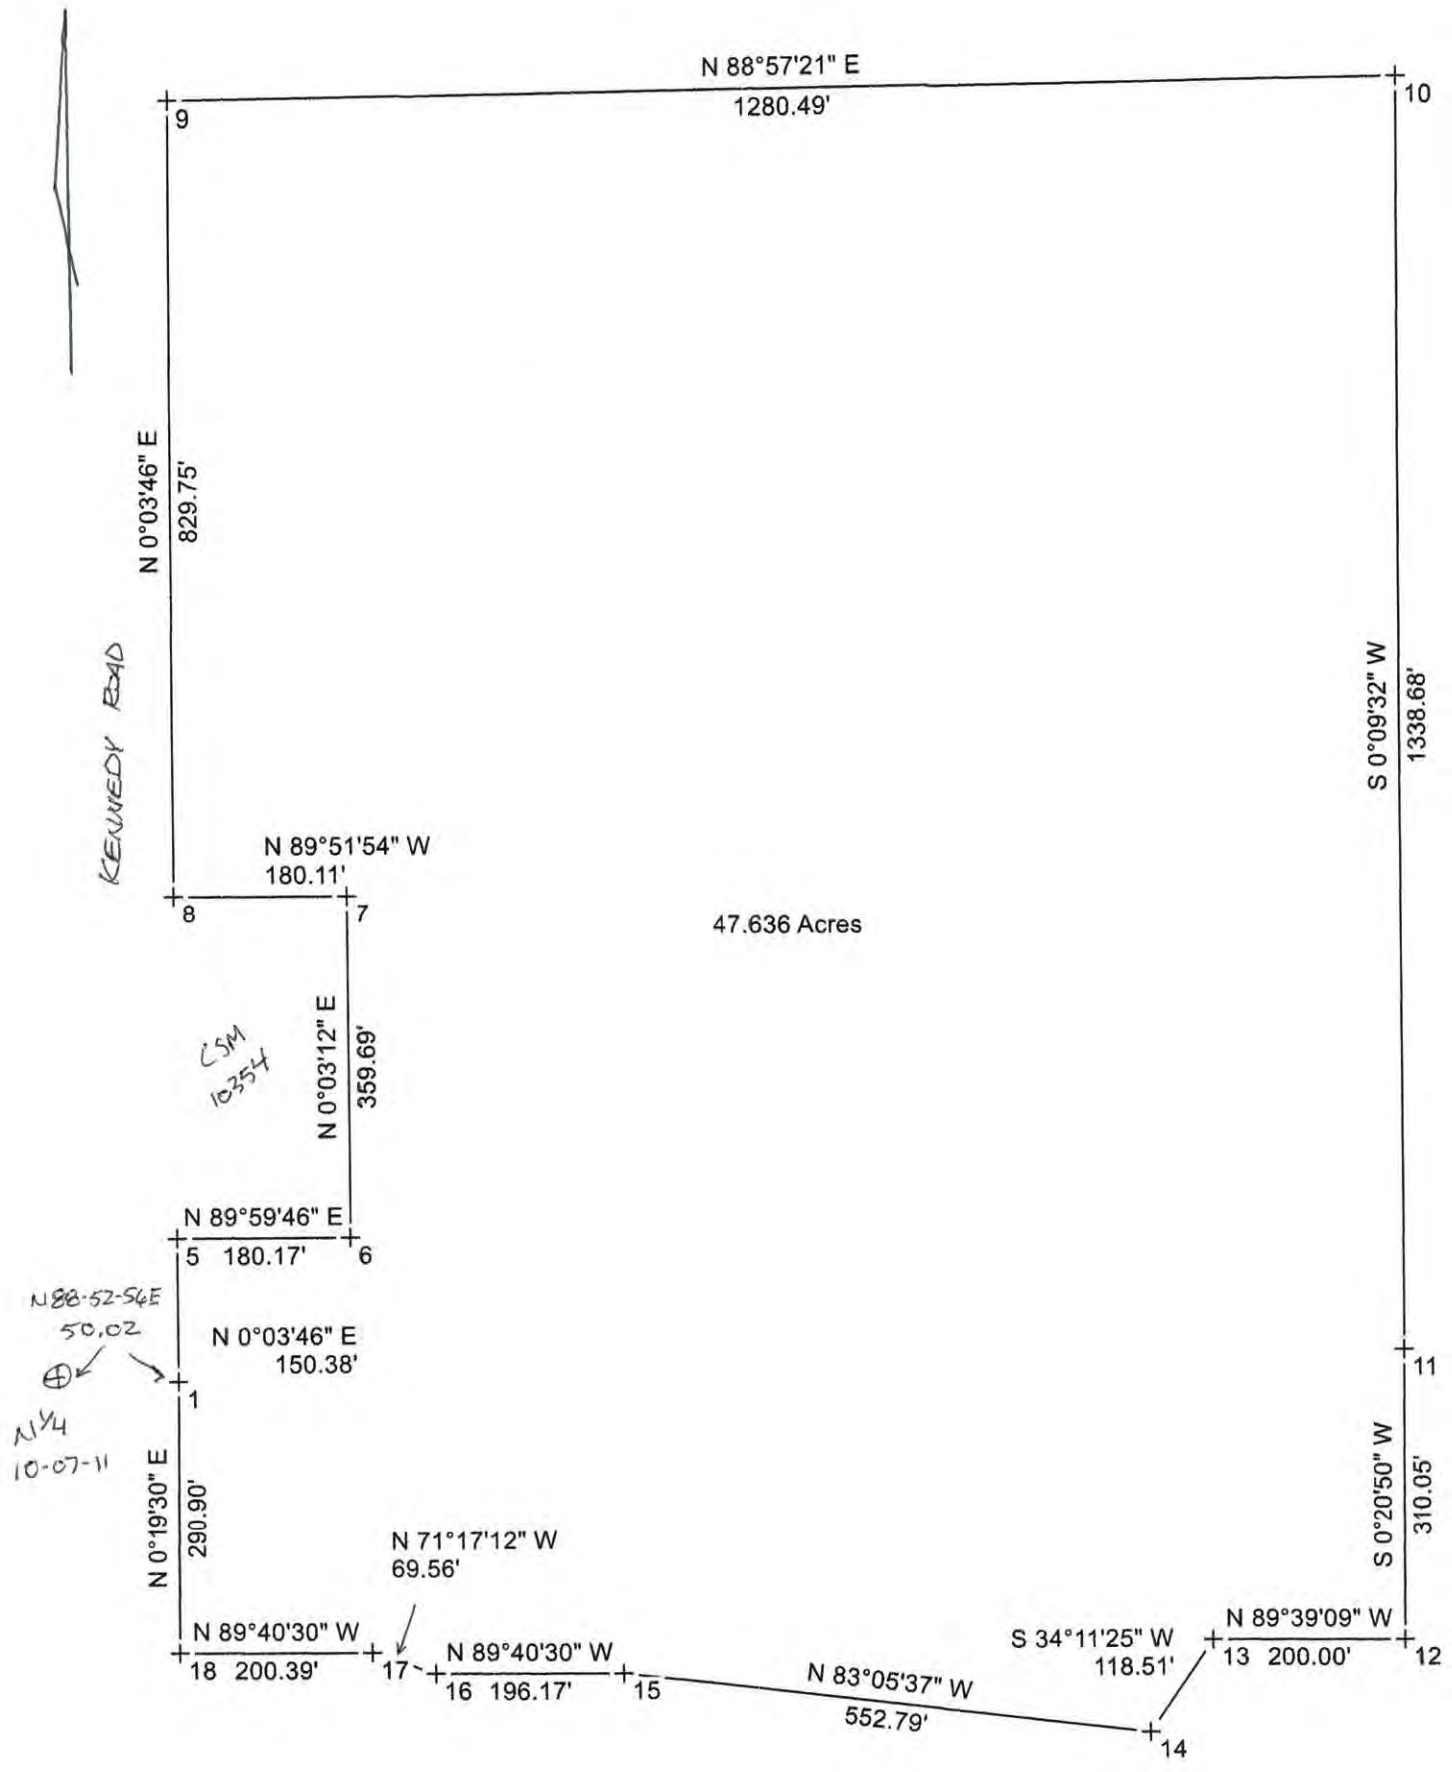 N 88°57'21" E
1280.49'
9
10
N 0°03'46" E
829.75'
KENNEDY ROAD
S 0°09'32" W
1338.68'
N 89°51'54" W
180.11'
8
7
47.636 Acres
CSM
10354
N 0°03'12" E
359.69'
N 89°59'46" E
5 180.17' 6
N88-52-56E
50.02
N 0°03'46" E
150.38'
1
11
N 1/4
10-07-11
N 0°19'30" E
290.90'
S 0°20'50" W
310.05'
N 71°17'12" W
69.56'
N 89°40'30" W
18 200.39' 17
N 89°40'30" W
16 196.17' 15
N 83°05'37" W
552.79'
S 34°11'25" W
118.51'
N 89°39'09" W
13 200.00' 12
14